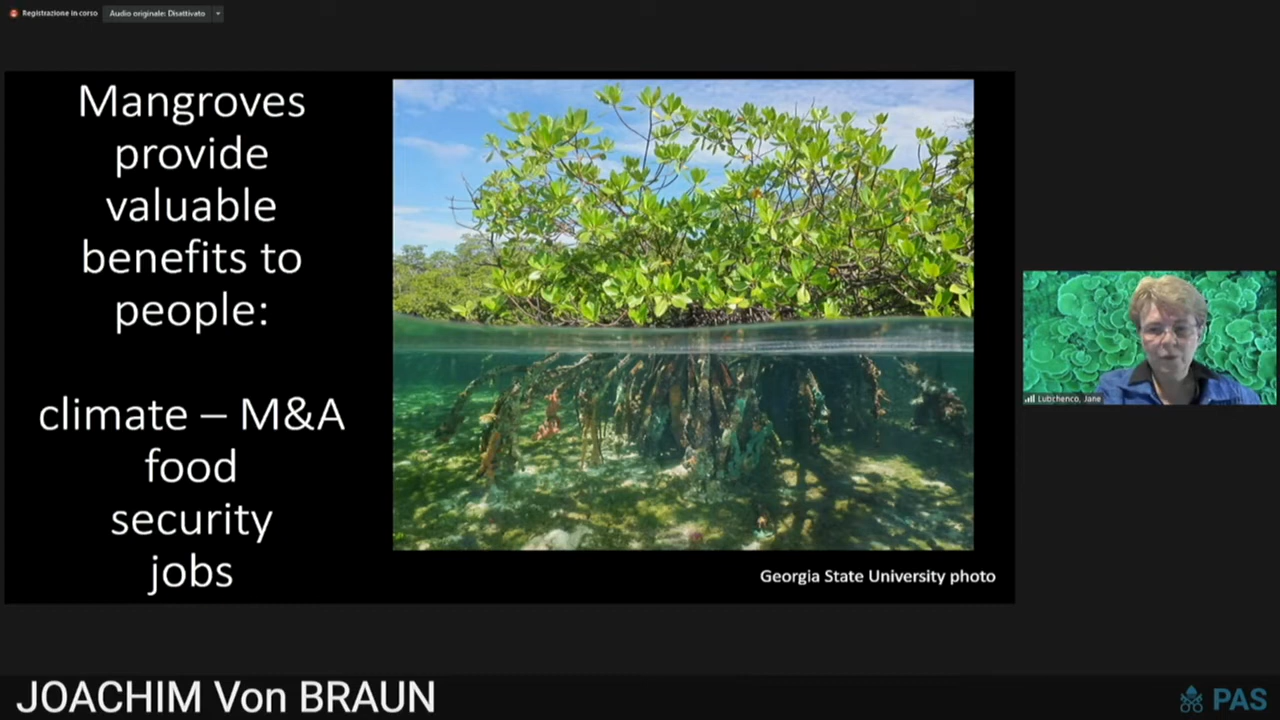 Registrazione in corso
Audio originale: Disattivato
Mangroves
provide
valuable
benefits to
people:
climate – M&A
food
security
jobs
Georgia State University photo
Lubchenco, Jane
JOACHIM Von BRAUN
PAS